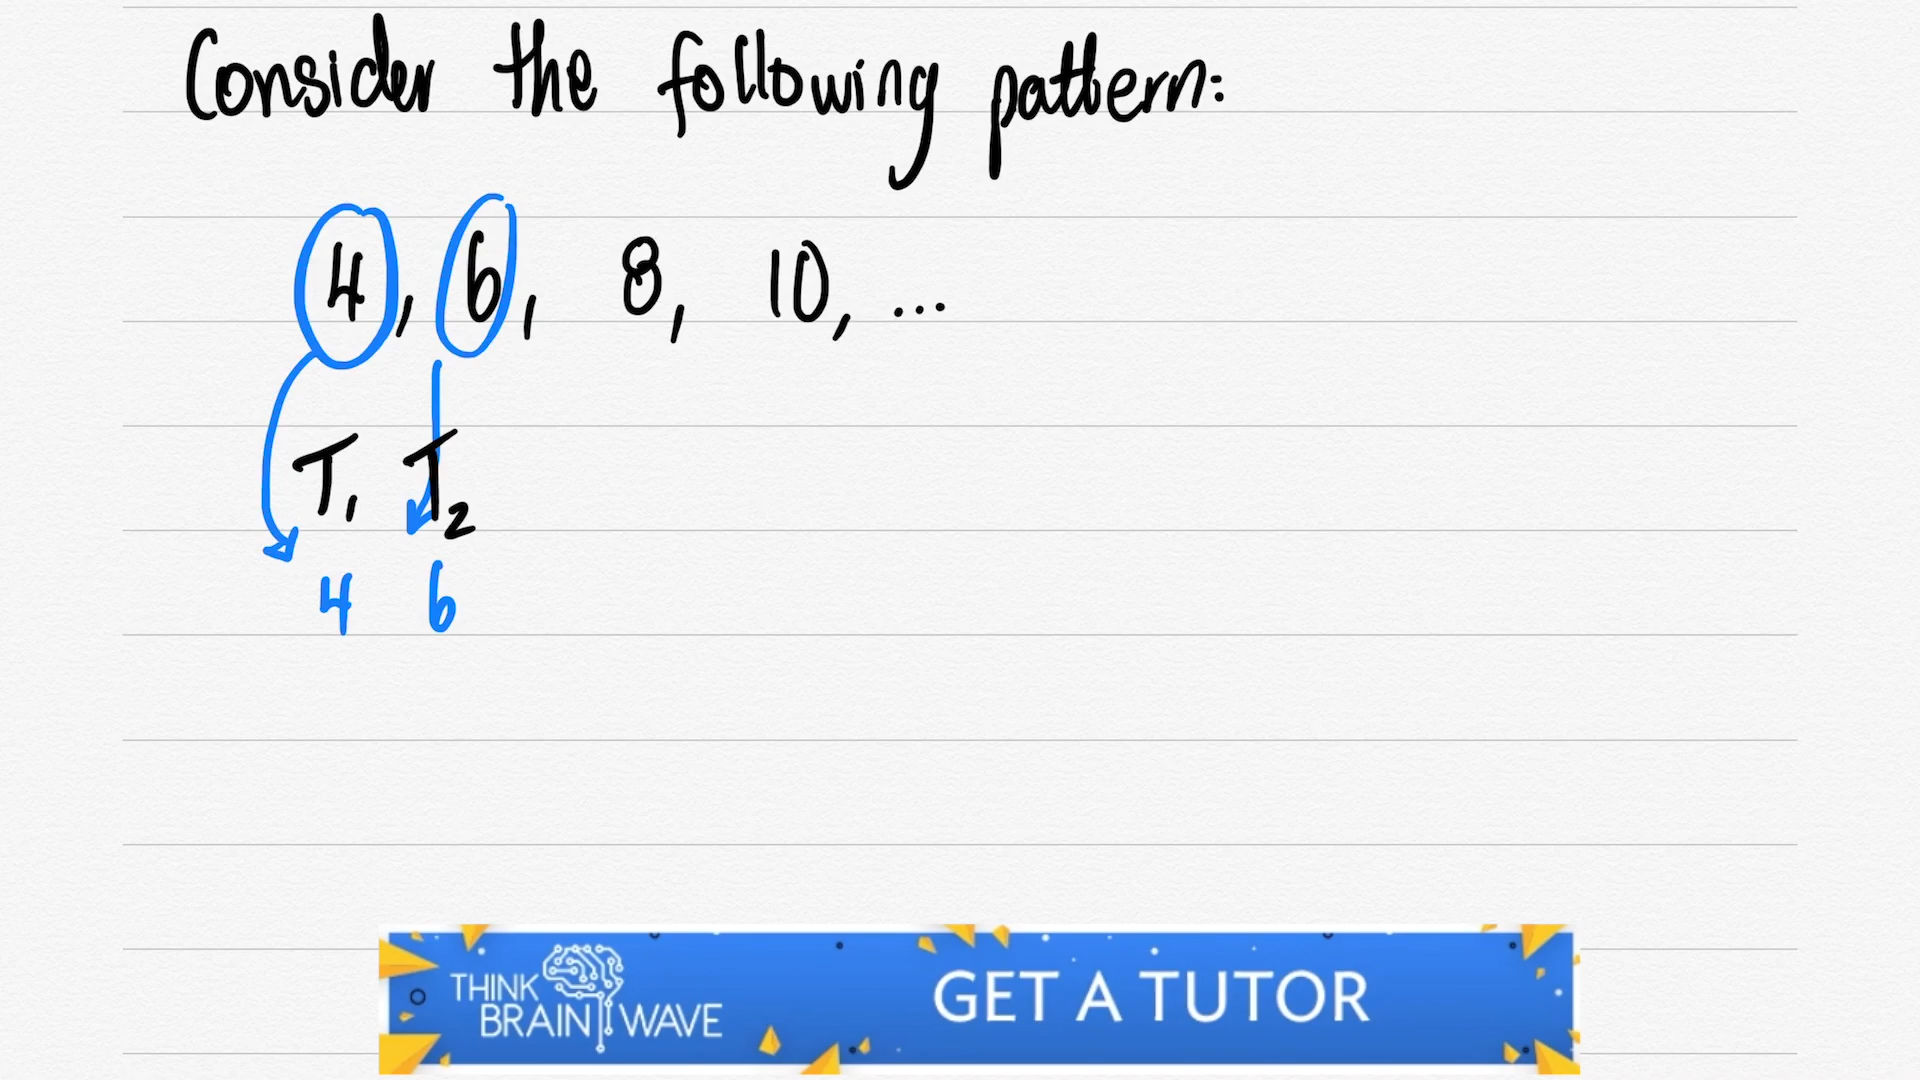 Consider the following pattern:
4, 6, 8, 10, ...
T₁ T₂
4 6
THINK
BRAIN WAVE
GET A TUTOR